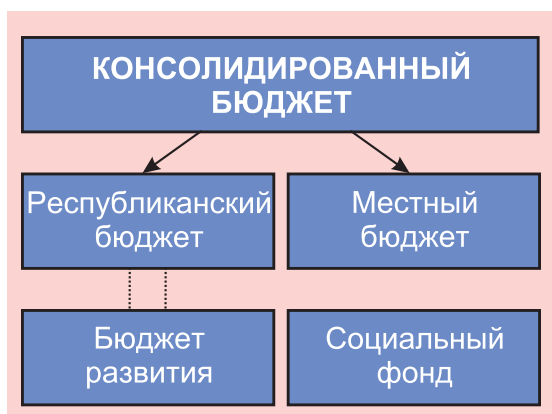 КОНСОЛИДИРОВАННЫЙ
БЮДЖЕТ
Республиканский
бюджет
Местный
бюджет
Бюджет
развития
Социальный
фонд